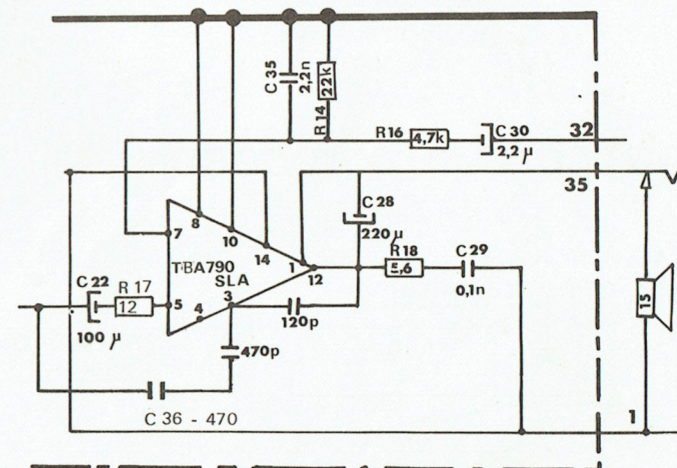 C 35
2,2n
22k
R 14
R 16
4,7k
C 30
2,2 µ
32
35
C 28
220 µ
8
7
10
14
1
12
TBA790
SLA
R 18
5,6
C 29
0,1n
C 22
R 17
12
5
4
3
100 µ
120p
470p
15
C 36 - 470
1